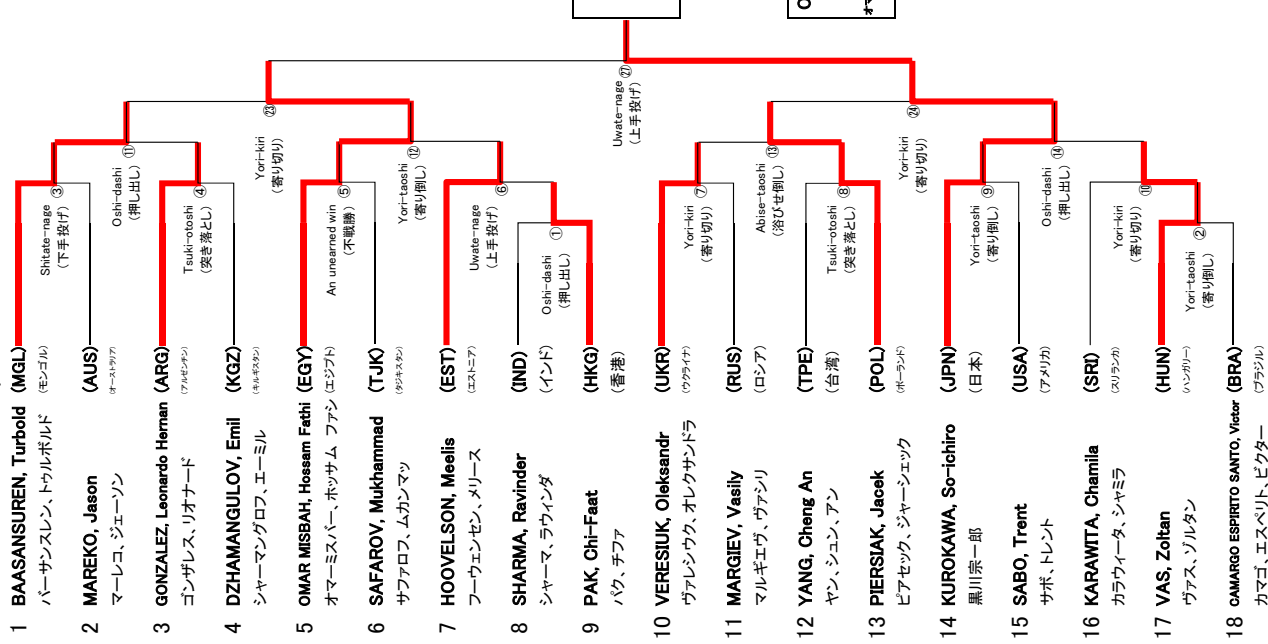 ㉗
Uwate-nage
(上手投げ)
㉓
Yori-kiri
(寄り切り)
㉔
Yori-kiri
(寄り切り)
⑪
Oshi-dashi
(押し出し)
⑫
Yori-taoshi
(寄り倒し)
⑬
Abise-taoshi
(浴びせ倒し)
⑭
Oshi-dashi
(押し出し)
③
Shitate-nage
(下手投げ)
④
Tsuki-otoshi
(突き落とし)
⑤
An unearned win
(不戦勝)
⑥
Uwate-nage
(上手投げ)
⑦
Yori-kiri
(寄り切り)
⑧
Tsuki-otoshi
(突き落とし)
⑨
Yori-taoshi
(寄り倒し)
⑩
Yori-kiri
(寄り切り)
①
Oshi-dashi
(押し出し)
②
Yori-taoshi
(寄り倒し)
1 BAASANSUREN, Turbold (MGL)
バーサンスレン、トゥルボルド (モンゴル)
2 MAREKO, Jason (AUS)
マーレコ、ジェーソン (オーストラリア)
3 GONZALEZ, Leonardo Hernan (ARG)
ゴンザレス、リオナード (アルゼンチン)
4 DZHAMANGULOV, Emil (KGZ)
シャーマングロフ、エーミル (キルギスタン)
5 OMAR MISBAH, Hossam Fathi (EGY)
オマーミスバー、ホッサム ファシ (エジプト)
6 SAFAROV, Mukhammad (TJK)
サファロフ、ムカンマッ (タジキスタン)
7 HOOVELSON, Meelis (EST)
フーウェンセン、メリース (エストニア)
8 SHARMA, Ravinder (IND)
シャーマ、ラウィンダ (インド)
9 PAK, Chi-Faat (HKG)
パク、チファ (香港)
10 VERESIUK, Oleksandr (UKR)
ヴァレシウク、オレクサンドラ (ウクライナ)
11 MARGIEV, Vasily (RUS)
マルギエヴ、ヴァシリ (ロシア)
12 YANG, Cheng An (TPE)
ヤン、シェン、アン (台湾)
13 PIERSIAK, Jacek (POL)
ピアセック、ジャーシェック (ポーランド)
14 KUROKAWA, So-ichiro (JPN)
黒川宗一郎 (日本)
15 SABO, Trent (USA)
サボ、トレント (アメリカ)
16 KARAWITA, Chamila (SRI)
カラウィータ、シャミラ (スリランカ)
17 VAS, Zoltan (HUN)
ヴァス、ゾルタン (ハンガリー)
18 CAMARGO ESPIRITO SANTO, Victor (BRA)
カマゴ、エスペリト、ビクター (ブラジル)